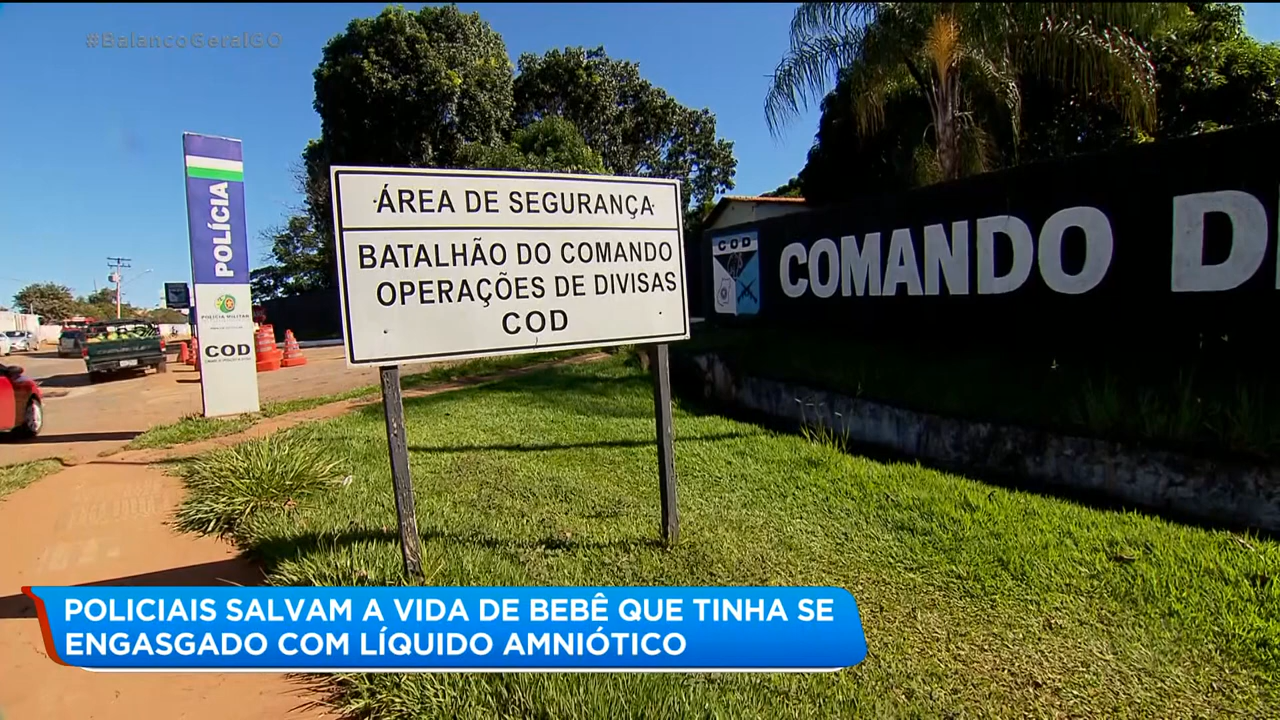 #BalancoGeralGO
POLÍCIA
POLÍCIA MILITAR
COD
ÁREA DE SEGURANÇA
BATALHÃO DO COMANDO
OPERAÇÕES DE DIVISAS
COD
COD
COMANDO D
POLICIAIS SALVAM A VIDA DE BEBÊ QUE TINHA SE
ENGASGADO COM LÍQUIDO AMNIÓTICO